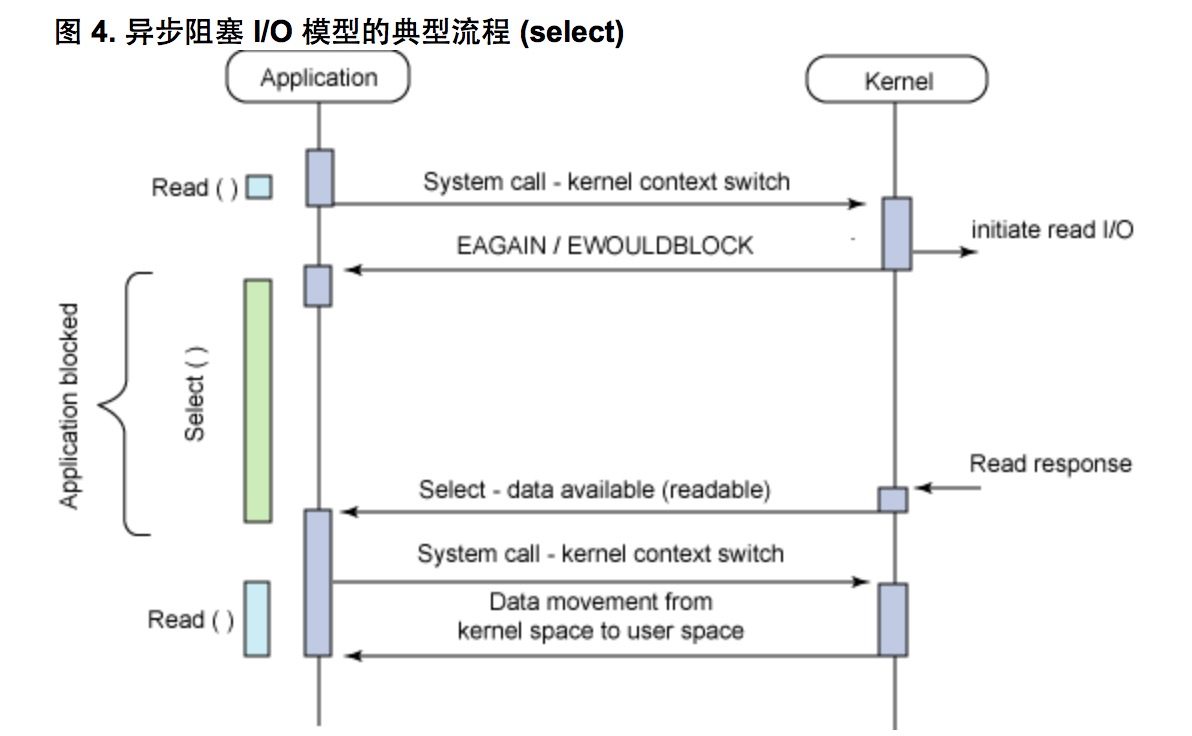 图 4. 异步阻塞 I/O 模型的典型流程 (select)
Application
Kernel
Read ( )
System call - kernel context switch
initiate read I/O
EAGAIN / EWOULDBLOCK
Application blocked
Select ( )
Read response
Select - data available (readable)
System call - kernel context switch
Read ( )
Data movement from
kernel space to user space